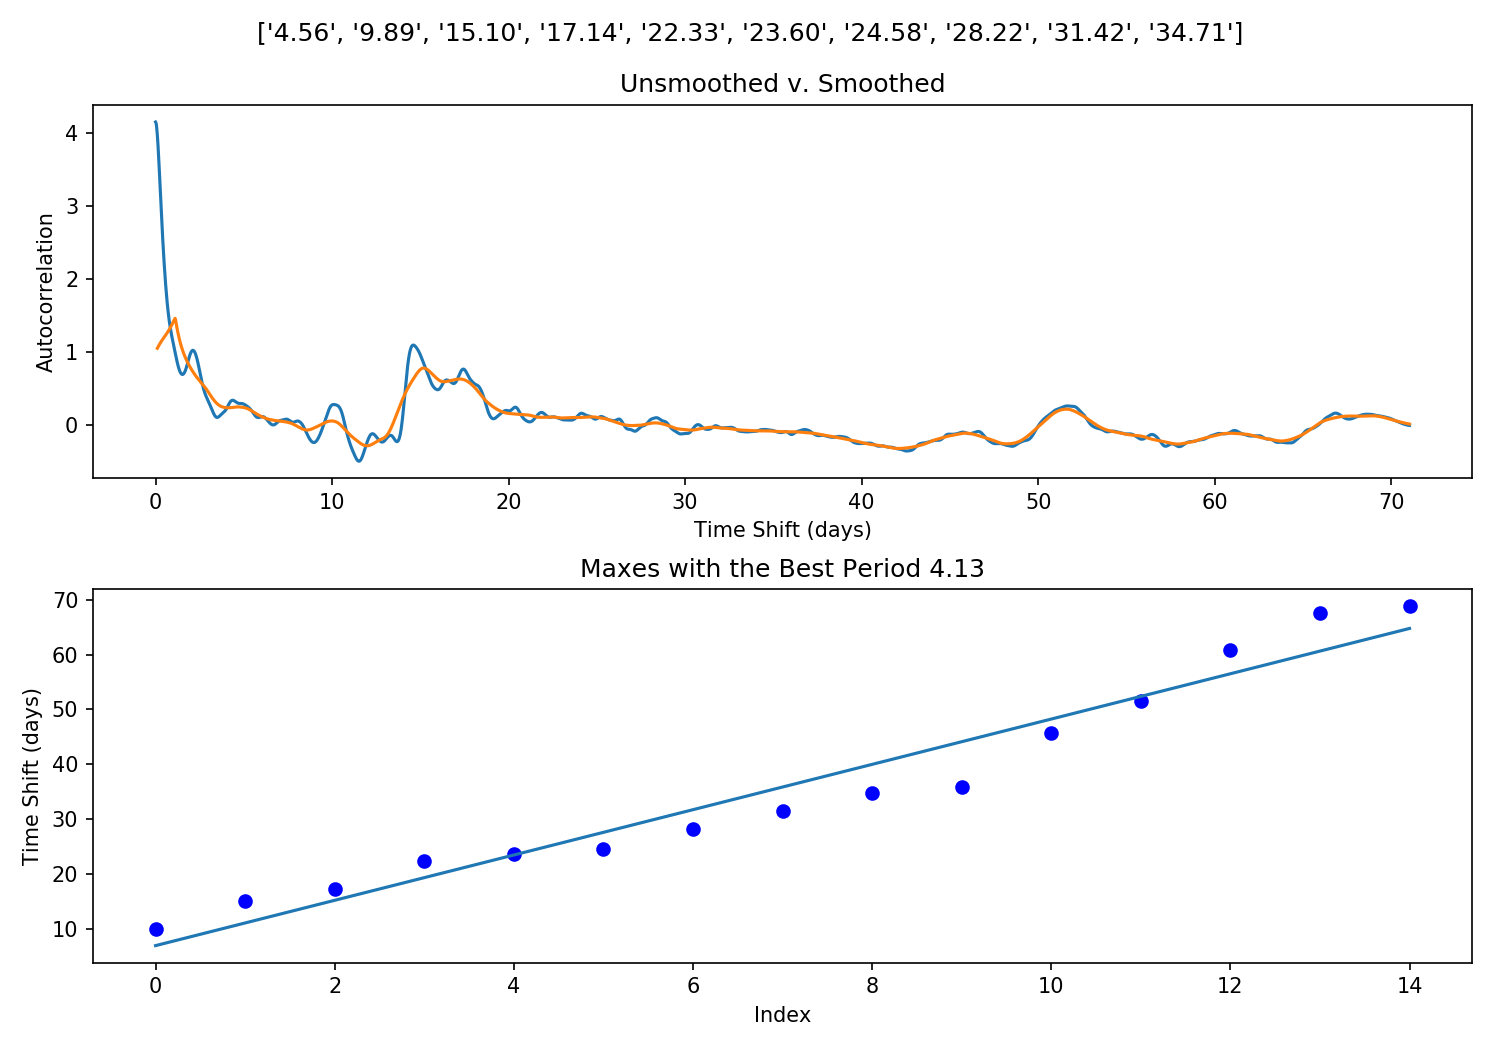 ['4.56', '9.89', '15.10', '17.14', '22.33', '23.60', '24.58', '28.22', '31.42', '34.71']
Unsmoothed v. Smoothed
Autocorrelation
4
3
2
1
0
0 10 20 30 40 50 60 70
Time Shift (days)
Maxes with the Best Period 4.13
Time Shift (days)
70
60
50
40
30
20
10
0 2 4 6 8 10 12 14
Index